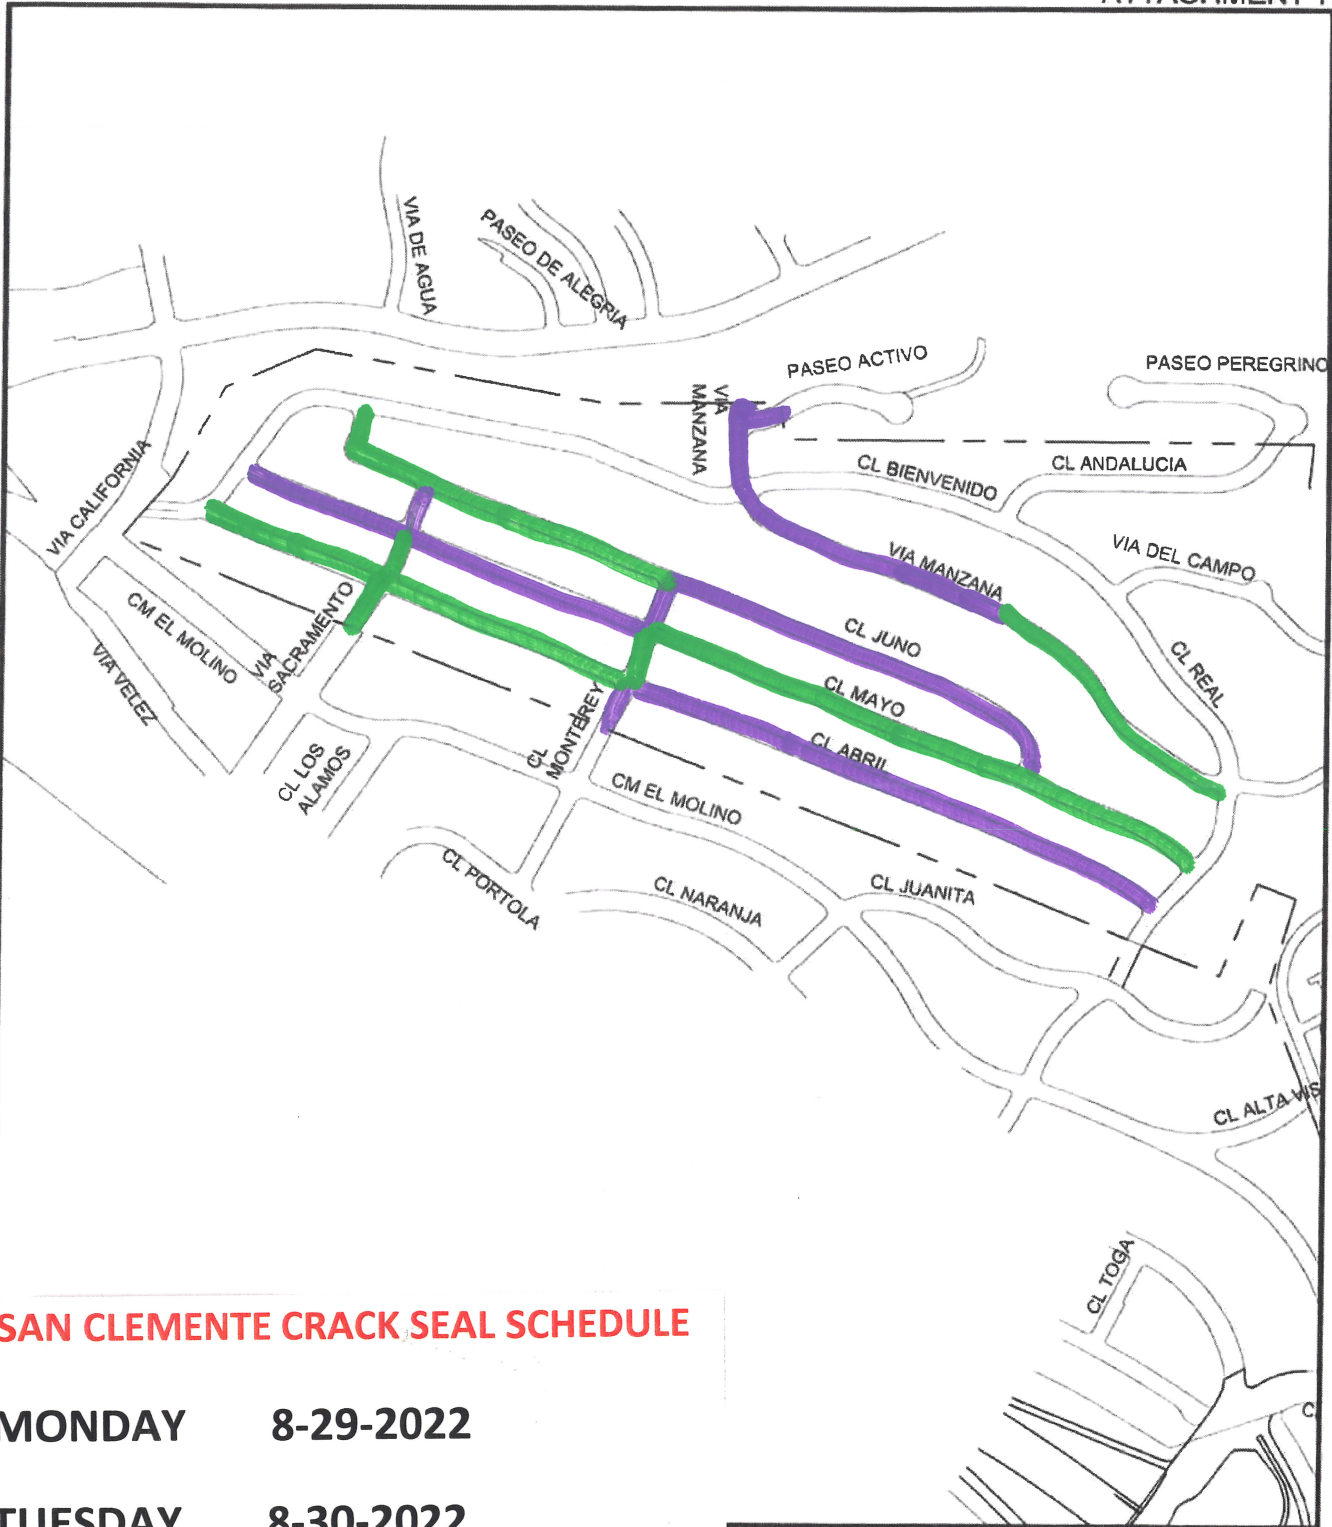 VIA DE AGUA
PASEO DE ALEGRIA
PASEO ACTIVO
PASEO PEREGRINO
VIA
MANZANA
CL BIENVENIDO
CL ANDALUCIA
VIA CALIFORNIA
VIA MANZANA
VIA DEL CAMPO
CM EL MOLINO
VIA
SACRAMENTO
CL JUNO
CL REAL
VIA VELEZ
CL MAYO
CL
MONTEREY
CL ABRIL
CL LOS
ALAMOS
CM EL MOLINO
CL PORTOLA
CL NARANJA
CL JUANITA
CL ALTA VIS
CL TOGA
C
SAN CLEMENTE CRACK SEAL SCHEDULE
MONDAY 8-29-2022
TUESDAY 8-30-2022